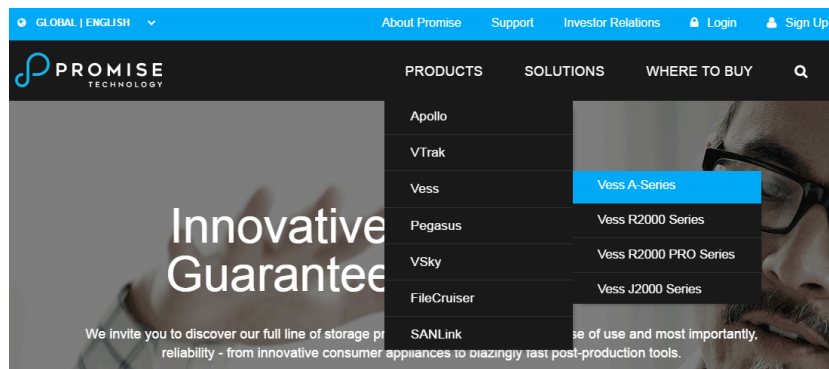 GLOBAL | ENGLISH About Promise Support Investor Relations Login Sign Up
PROMISE
TECHNOLOGY
PRODUCTS SOLUTIONS WHERE TO BUY
Apollo
VTrak
Vess
Pegasus
VSky
FileCruiser
SANLink
Vess A-Series
Vess R2000 Series
Vess R2000 PRO Series
Vess J2000 Series
Innovative
Guarantee
We invite you to discover our full line of storage se of use and most importantly,
reliability - from innovative consumer appliances to blazingly fast post-production tools.